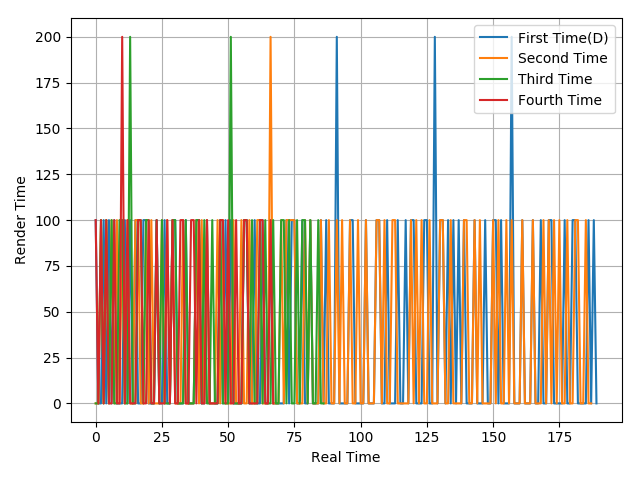 First Time(D)
Second Time
Third Time
Fourth Time
200
175
150
125
100
75
50
25
0
Render Time
0 25 50 75 100 125 150 175
Real Time